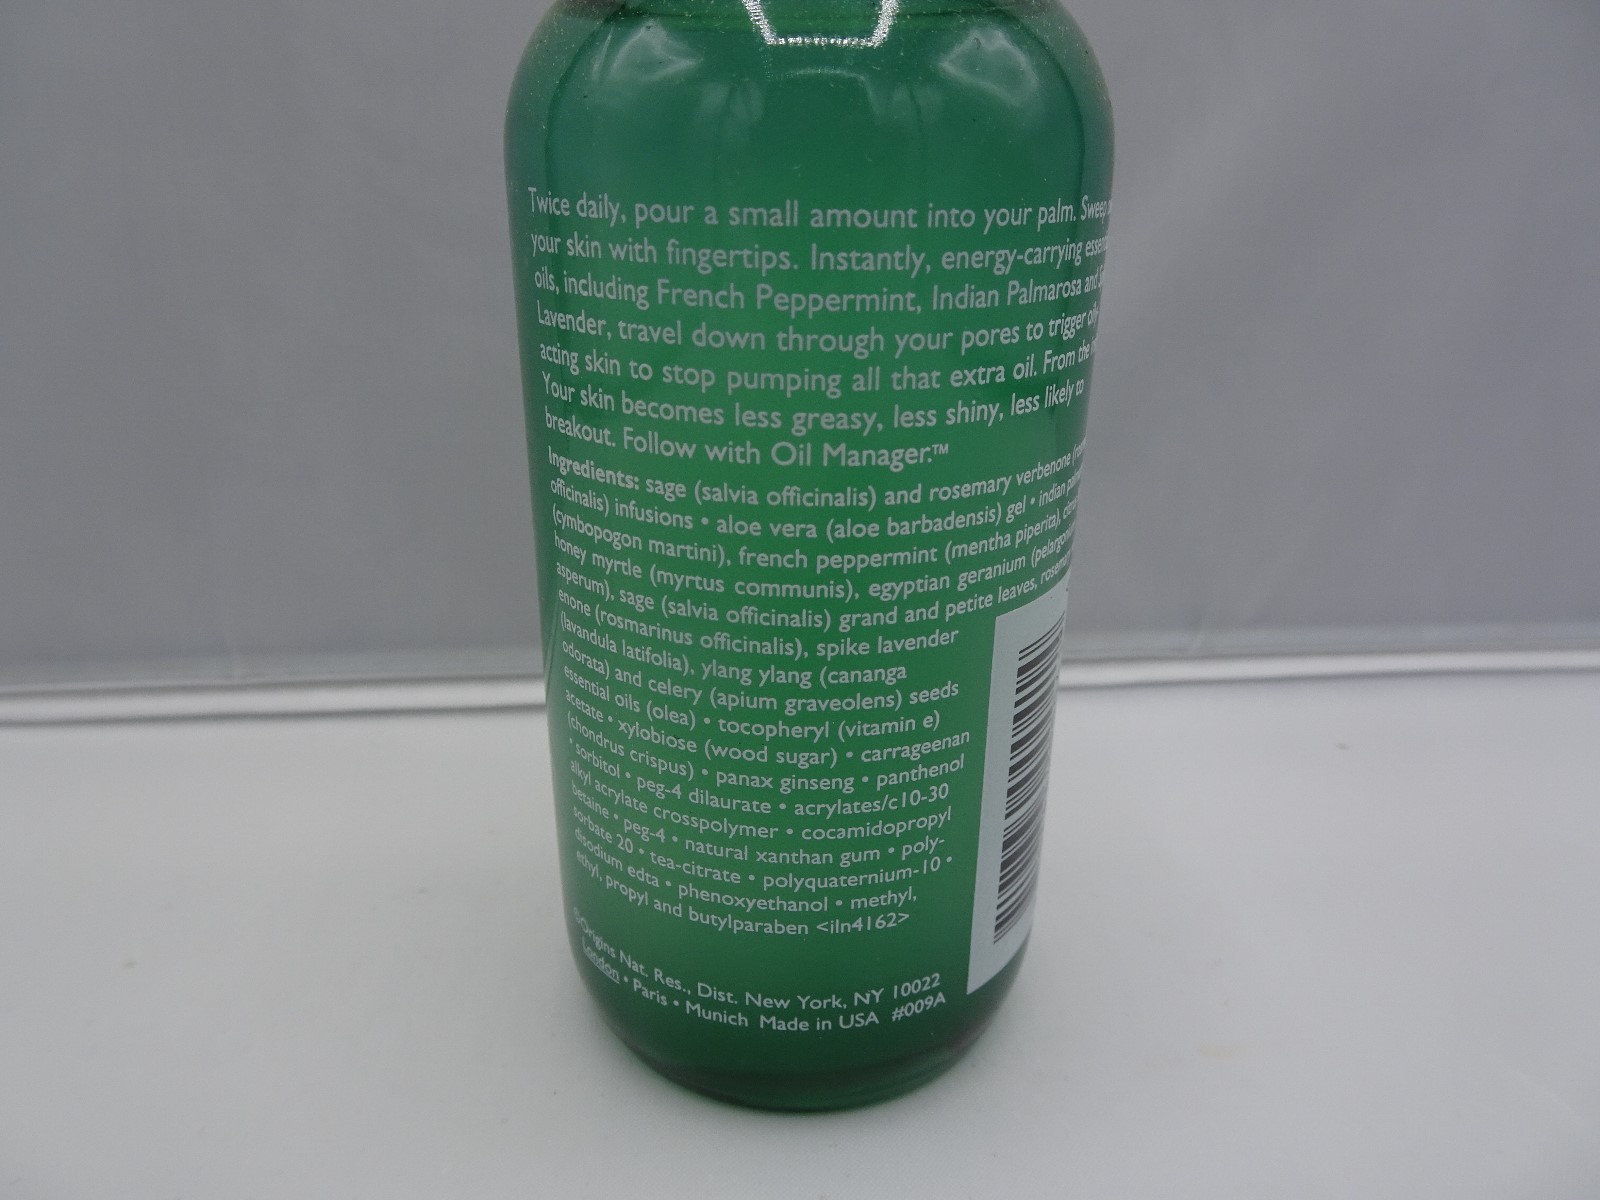 Twice daily, pour a small amount into your palm. Sweep
your skin with fingertips. Instantly, energy-carrying
oils, including French Peppermint, Indian Palmarosa and
Lavender, travel down through your pores to trigger oily-
acting skin to stop pumping all that extra oil. From the
Your skin becomes less greasy, less shiny, less likely to
breakout. Follow with Oil Manager.™
Ingredients: sage (salvia officinalis) and rosemary verbenone
officinalis) infusions • aloe vera (aloe barbadensis) gel • indian
(cymbopogon martini), french peppermint (mentha piperita),
honey myrtle (myrtus communis), egyptian geranium
asperum), sage (salvia officinalis) grand and petite leaves,
enone (rosmarinus officinalis), spike lavender
(lavandula latifolia), ylang ylang (cananga
odorata) and celery (apium graveolens) seeds
essential oils (olea) • tocopheryl (vitamin e)
acetate • xylobiose (wood sugar) • carrageenan
(chondrus crispus) • panax ginseng • panthenol
• sorbitol • peg-4 dilaurate • acrylates/c10-30
alkyl acrylate crosspolymer • cocamidopropyl
betaine • peg-4 • natural xanthan gum • poly-
sorbate 20 • tea-citrate • polyquaternium-10 •
disodium edta • phenoxyethanol • methyl,
ethyl, propyl and butylparaben <iln4162>
©Origins Nat. Res., Dist. New York, NY 10022
London • Paris • Munich Made in USA #009A